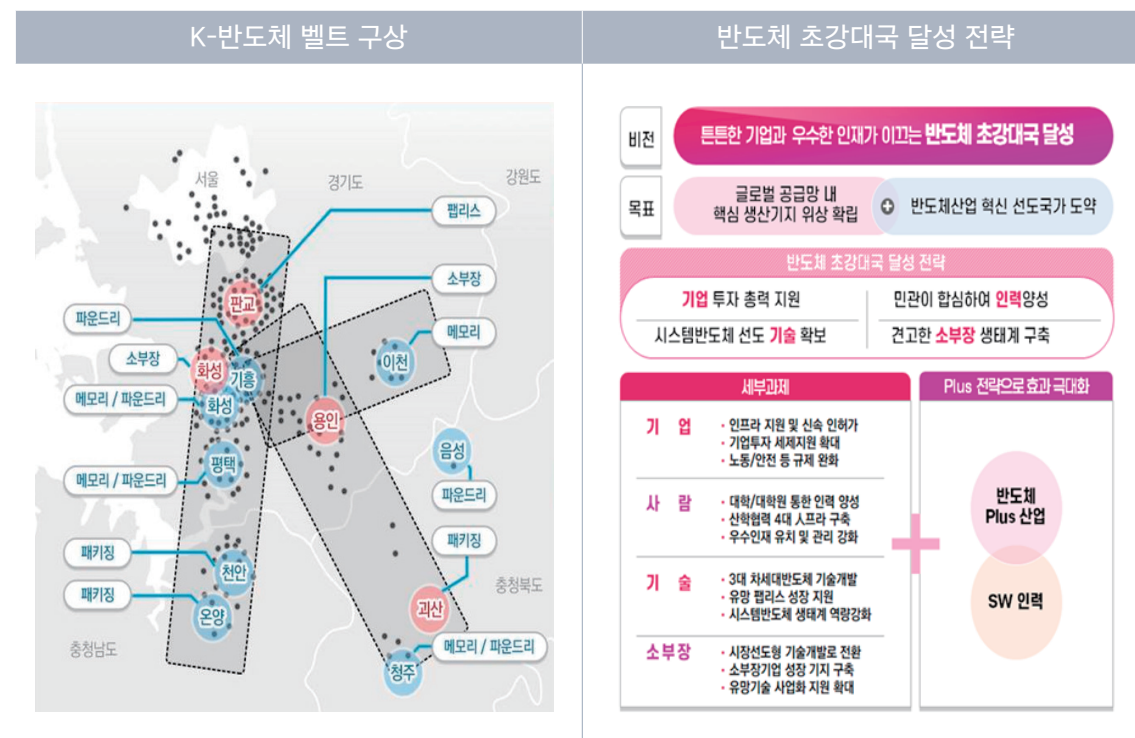 K-반도체 벨트 구상
반도체 초강대국 달성 전략
서울
경기도
강원도
팹리스
판교
소부장
파운드리
메모리
소부장
화성
기흥
이천
메모리 / 파운드리
화성
용인
음성
평택
메모리 / 파운드리
파운드리
패키징
패키징
천안
충청북도
패키징
온양
괴산
충청남도
메모리 / 파운드리
청주
비전
튼튼한 기업과 우수한 인재가 이끄는 반도체 초강대국 달성
목표
글로벌 공급망 내
핵심 생산기지 위상 확립
반도체산업 혁신 선도국가 도약
반도체 초강대국 달성 전략
기업 투자 총력 지원
민관이 합심하여 인력양성
시스템반도체 선도 기술 확보
견고한 소부장 생태계 구축
세부과제
기 업
• 인프라 지원 및 신속 인허가
• 기업투자 세제지원 확대
• 노동/안전 등 규제 완화
사 람
• 대학/대학원 통한 인력 양성
• 산학협력 4대 人프라 구축
• 우수인재 유치 및 관리 강화
기 술
• 3대 차세대반도체 기술개발
• 유망 팹리스 성장 지원
• 시스템반도체 생태계 역량강화
소부장
• 시장선도형 기술개발로 전환
• 소부장기업 성장 기지 구축
• 유망기술 사업화 지원 확대
Plus 전략으로 효과 극대화
반도체
Plus 산업
SW 인력